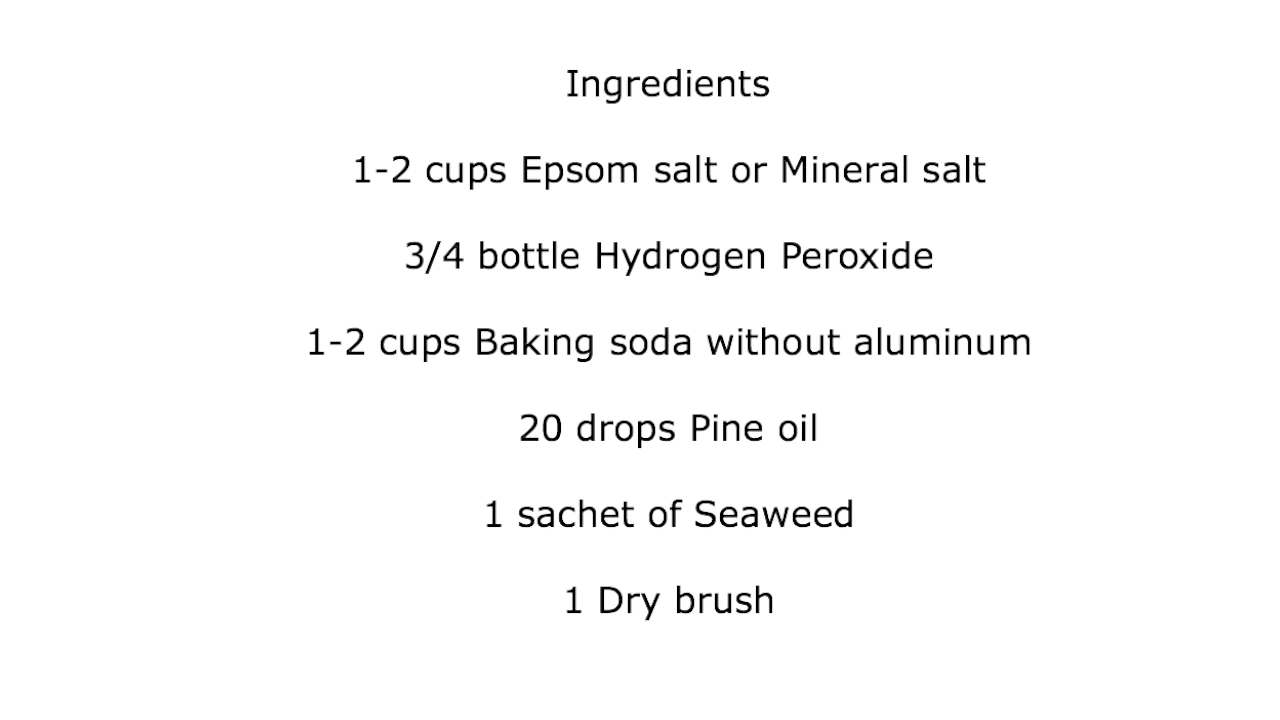 Ingredients
1-2 cups Epsom salt or Mineral salt
3/4 bottle Hydrogen Peroxide
1-2 cups Baking soda without aluminum
20 drops Pine oil
1 sachet of Seaweed
1 Dry brush